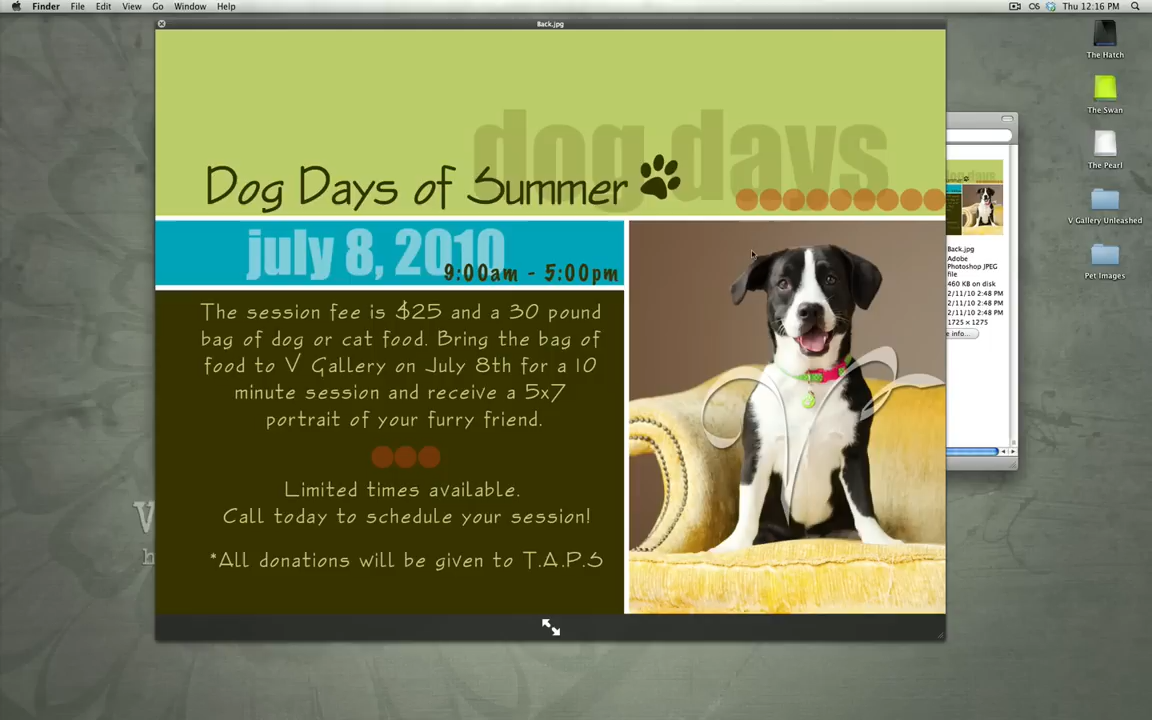 Finder File Edit View Go Window Help
Thu 12:16 PM
Back.jpg
The Hatch
The Swan
The Pearl
V Gallery Unleashed
Pet Images
dog days
Dog Days of Summer
july 8, 2010
9:00am - 5:00pm
The session fee is $25 and a 30 pound
bag of dog or cat food. Bring the bag of
food to V Gallery on July 8th for a 10
minute session and receive a 5x7
portrait of your furry friend.
Limited times available.
Call today to schedule your session!
*All donations will be given to T.A.P.S
dog days
Back.jpg
Adobe
Photoshop JPEG
file
460 KB on disk
2/11/10 2:48 PM
2/11/10 2:48 PM
2/11/10 2:48 PM
1725 x 1275
e info...
V
h